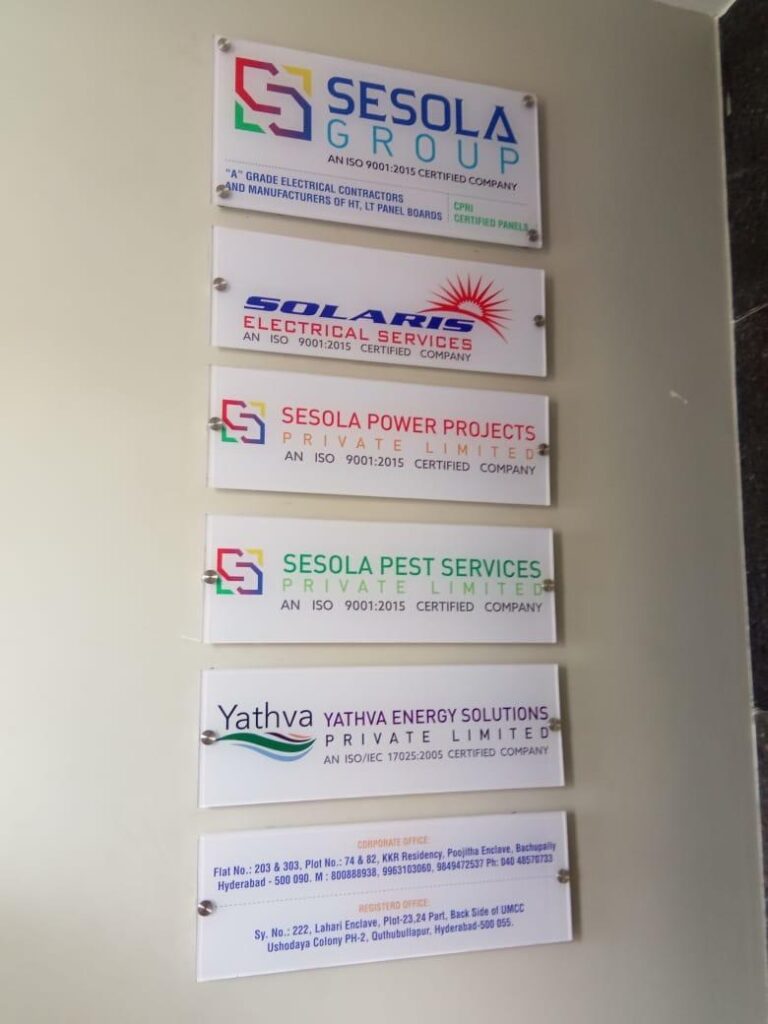 SESOLA
GROUP
AN ISO 9001:2015 CERTIFIED COMPANY
"A" GRADE ELECTRICAL CONTRACTORS
AND MANUFACTURERS OF HT, LT PANEL BOARDS
CPRI
CERTIFIED PANELS
SOLARIS
ELECTRICAL SERVICES
AN ISO 9001:2015 CERTIFIED COMPANY
SESOLA POWER PROJECTS
PRIVATE LIMITED
AN ISO 9001:2015 CERTIFIED COMPANY
SESOLA PEST SERVICES
PRIVATE LIMITED
AN ISO 9001:2015 CERTIFIED COMPANY
Yathva
YATHVA ENERGY SOLUTIONS
PRIVATE LIMITED
AN ISO/IEC 17025:2005 CERTIFIED COMPANY
CORPORATE OFFICE:
Flat No.: 203 & 303, Plot No.: 74 & 82, KKR Residency, Poojitha Enclave, Bachupally
Hyderabad - 500 090. M : 800888938, 9963103060, 9849472537 Ph: 040 48570733
REGISTERD OFFICE:
Sy. No.: 222, Lahari Enclave, Plot-23,24 Part, Back Side of UMCC
Ushodaya Colony PH-2, Quthubullapur, Hyderabad-500 055.